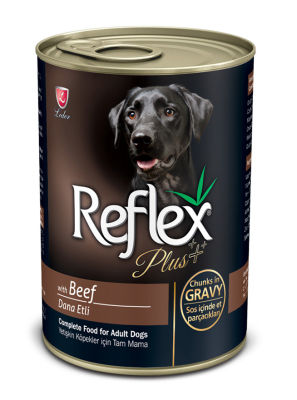 Lider
Reflex
Plus+
with Beef
Dana Etli
Chunks in
GRAVY
Sos içinde et
parçacıkları
Complete Food for Adult Dogs
Yetişkin Köpekler için Tam Mama